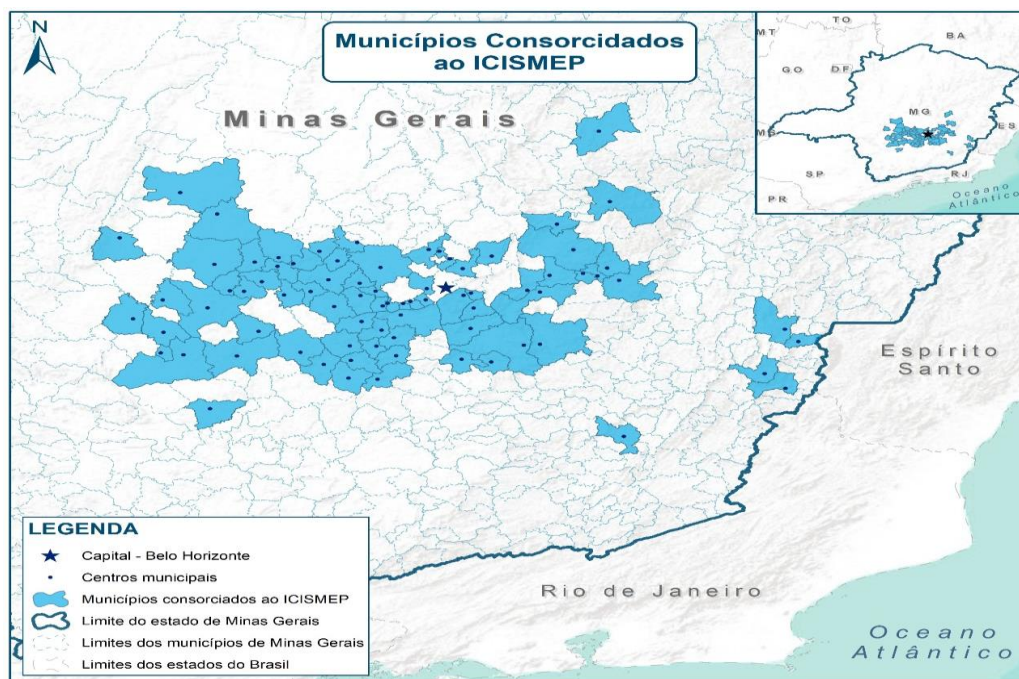 N
Municípios Consorcidados
ao ICISMEP
Minas Gerais
Espírito
Santo
Rio de Janeiro
Oceano
Atlântico
TO
BA
MT
GO
DF
MG
ES
MS
SP
RJ
PR
Oceano
Atlântico
LEGENDA
Capital - Belo Horizonte
Centros municipais
Municípios consorciados ao ICISMEP
Limite do estado de Minas Gerais
Limites dos municípios de Minas Gerais
Limites dos estados do Brasil